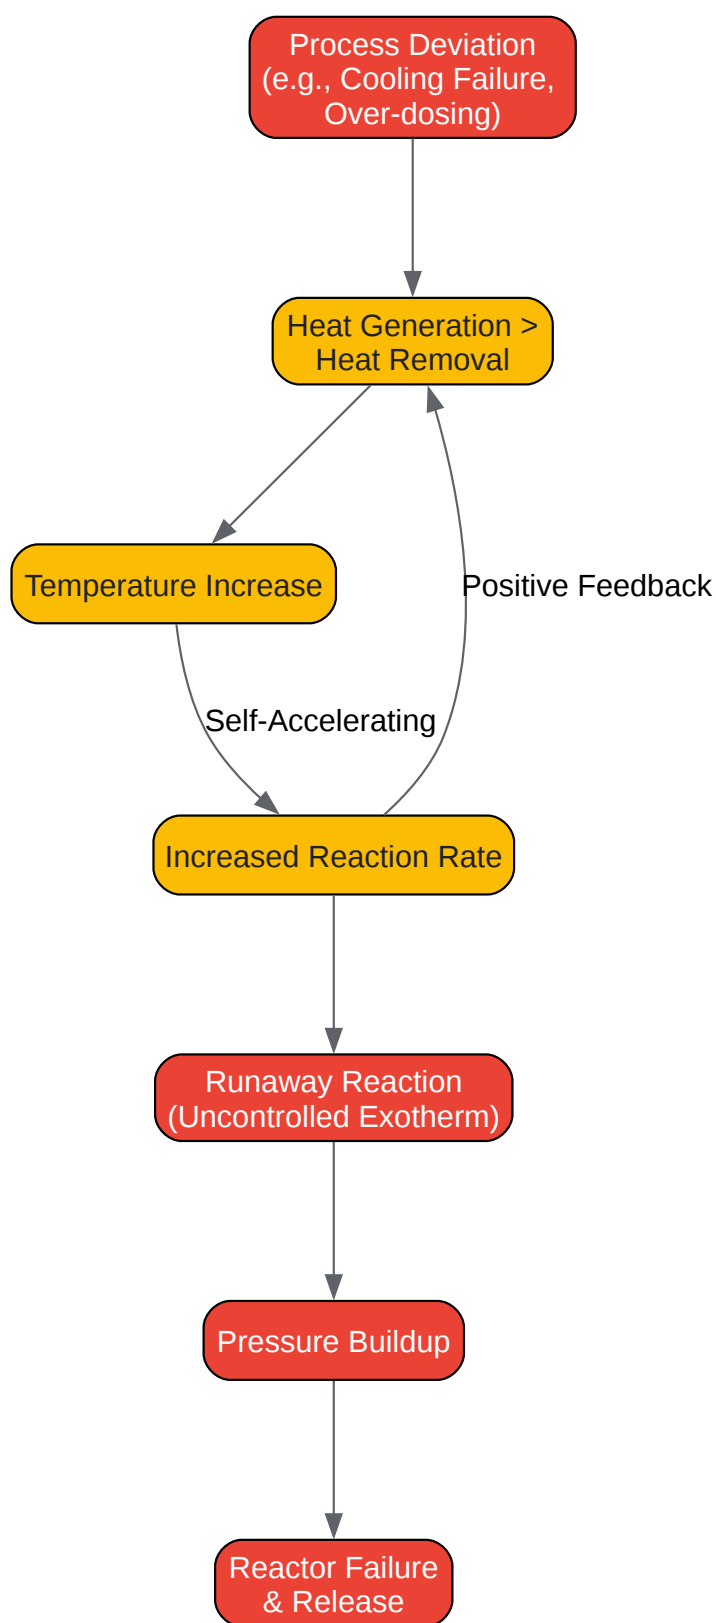 Process Deviation
(e.g., Cooling Failure,
Over-dosing)
Heat Generation >
Heat Removal
Temperature Increase
Positive Feedback
Self-Accelerating
Increased Reaction Rate
Runaway Reaction
(Uncontrolled Exotherm)
Pressure Buildup
Reactor Failure
& Release